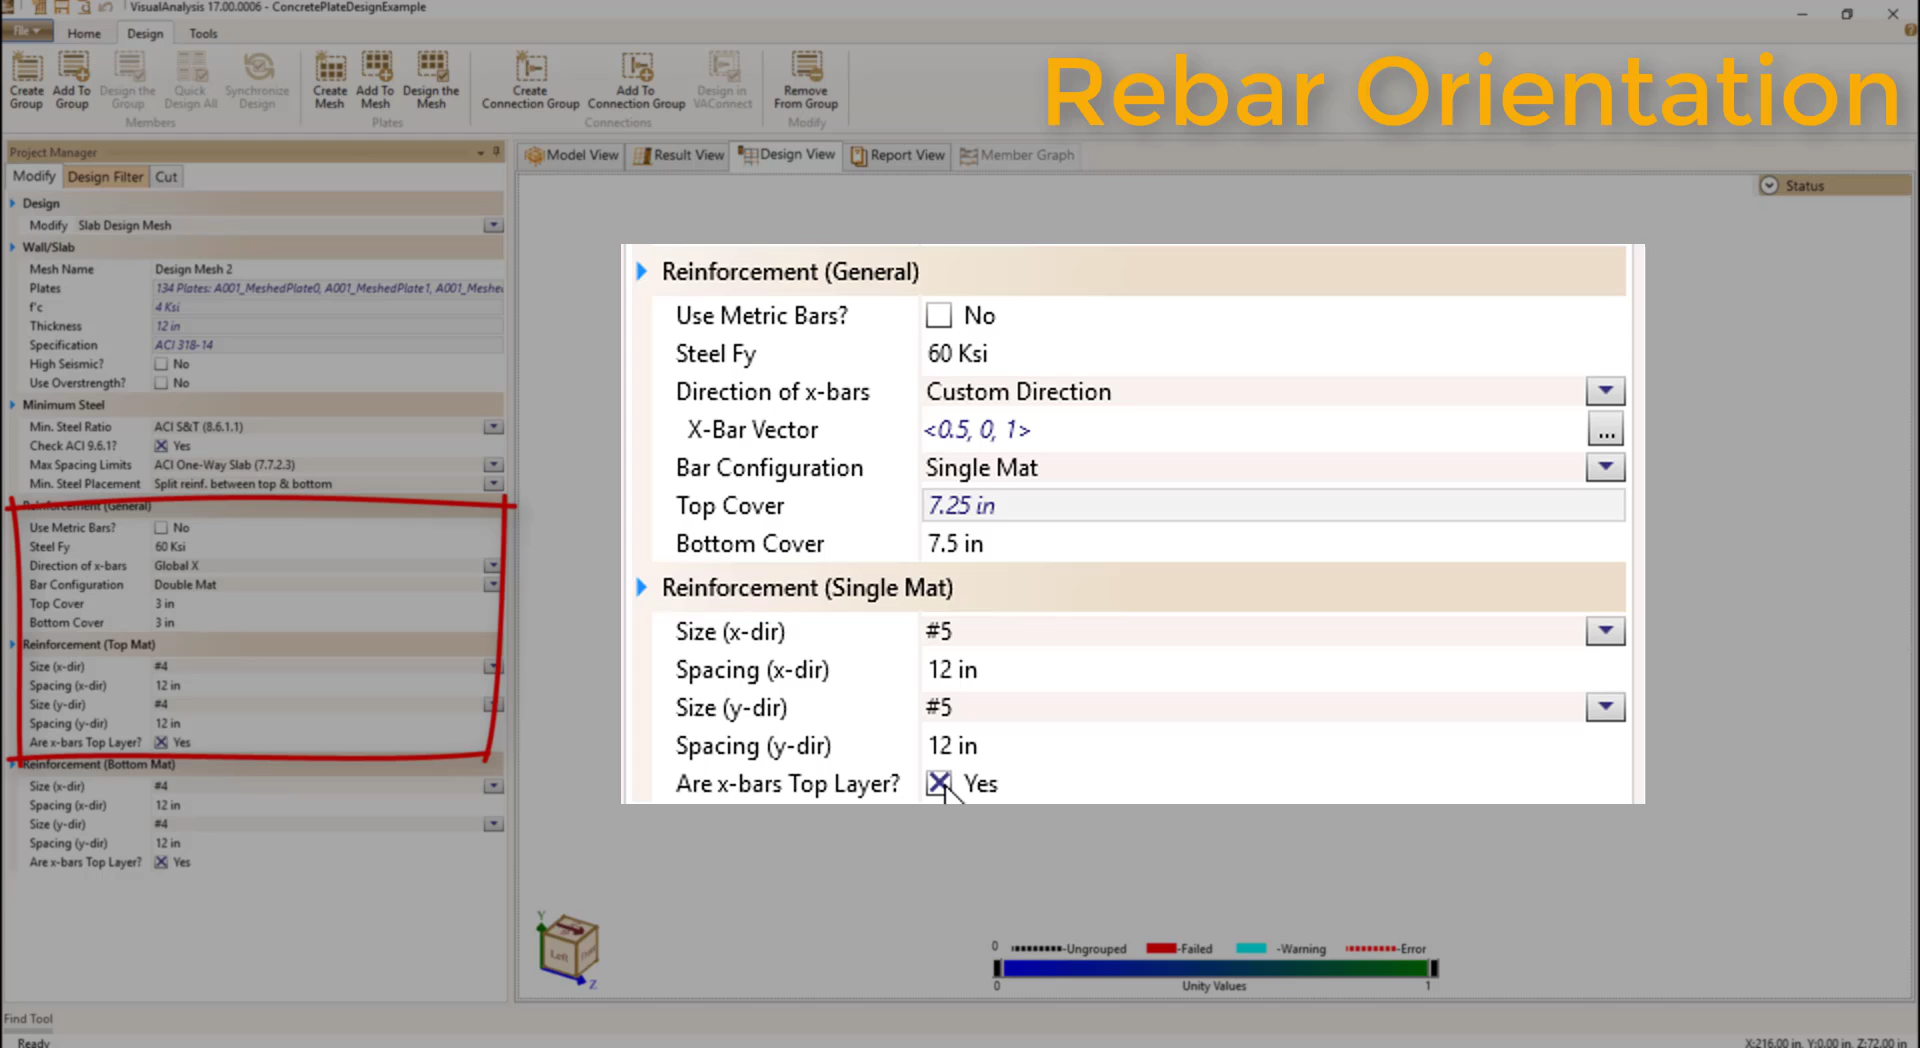 VisualAnalysis 17.00.0006 - ConcretePlateDesignExample
File
Home
Design
Tools
Create Group
Add To Group
Design the Group
Quick Design All
Synchronize Design
Members
Create Mesh
Add To Mesh
Design the Mesh
Plates
Create Connection Group
Add To Connection Group
Design in VAConnect
Connections
Remove From Group
Modify
Rebar Orientation
Project Manager
Modify
Design Filter
Cut
Model View
Result View
Design View
Report View
Member Graph
Status
Design
Modify Slab Design Mesh
Wall/Slab
Mesh Name Design Mesh 2
Plates 134 Plates: A001_MeshedPlate0, A001_MeshedPlate1, A001_Meshe
f'c 4 Ksi
Thickness 12 in
Specification ACI 318-14
High Seismic? No
Use Overstrength? No
Minimum Steel
Min. Steel Ratio ACI S&T (8.6.1.1)
Check ACI 9.6.1? Yes
Max Spacing Limits ACI One-Way Slab (7.7.2.3)
Min. Steel Placement Split reinf. between top & bottom
Reinforcement (General)
Use Metric Bars? No
Steel Fy 60 Ksi
Direction of x-bars Global X
Bar Configuration Double Mat
Top Cover 3 in
Bottom Cover 3 in
Reinforcement (Top Mat)
Size (x-dir) #4
Spacing (x-dir) 12 in
Size (y-dir) #4
Spacing (y-dir) 12 in
Are x-bars Top Layer? Yes
Reinforcement (Bottom Mat)
Size (x-dir) #4
Spacing (x-dir) 12 in
Size (y-dir) #4
Spacing (y-dir) 12 in
Are x-bars Top Layer? Yes
Reinforcement (General)
Use Metric Bars? No
Steel Fy 60 Ksi
Direction of x-bars Custom Direction
X-Bar Vector <0.5, 0, 1> ...
Bar Configuration Single Mat
Top Cover 7.25 in
Bottom Cover 7.5 in
Reinforcement (Single Mat)
Size (x-dir) #5
Spacing (x-dir) 12 in
Size (y-dir) #5
Spacing (y-dir) 12 in
Are x-bars Top Layer? Yes
Y
Left
Z
0 -Ungrouped -Failed -Warning -Error
0 Unity Values 1
Find Tool
Ready
X:216.00 in, Y:0.00 in, Z:72.00 in